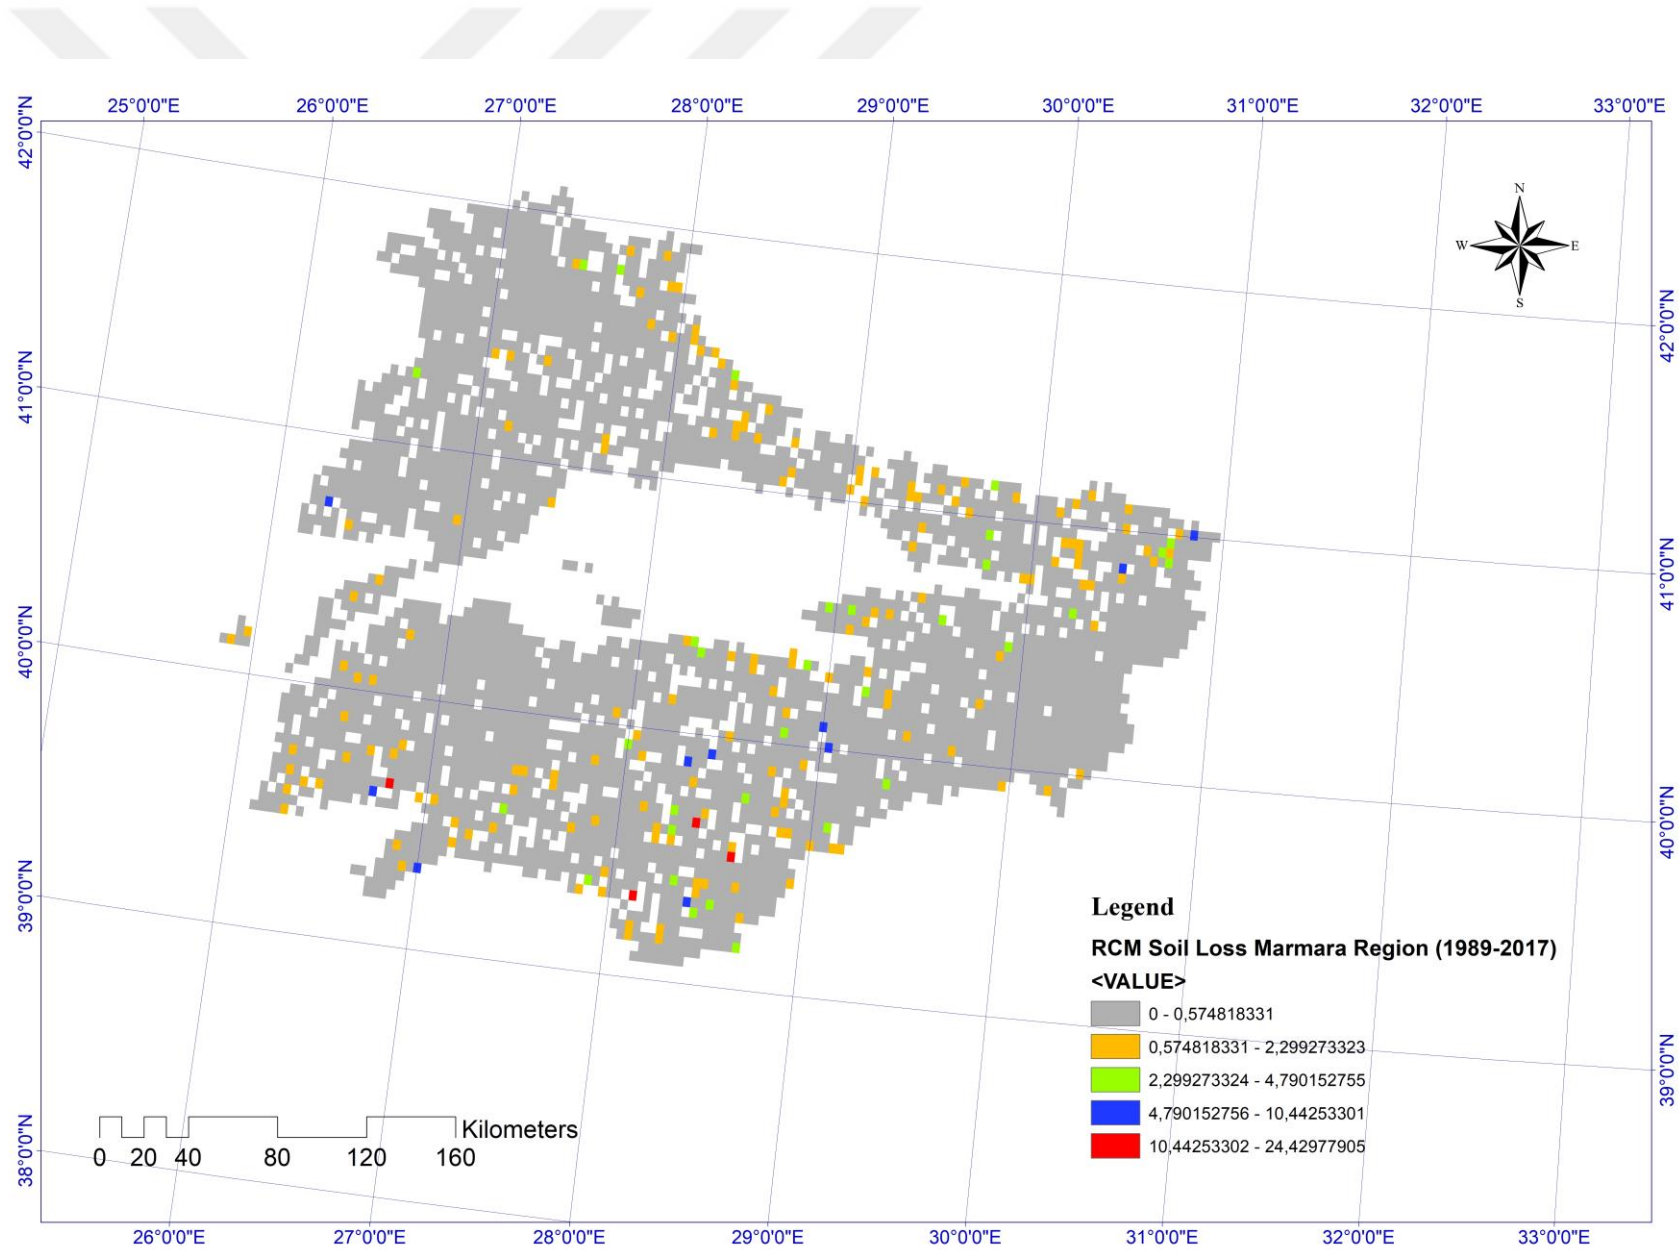 25°0'0"E 26°0'0"E 27°0'0"E 28°0'0"E 29°0'0"E 30°0'0"E 31°0'0"E 32°0'0"E 33°0'0"E
42°0'0"N
41°0'0"N
40°0'0"N
39°0'0"N
38°0'0"N
N
W E
S
42°0'0"N
41°0'0"N
40°0'0"N
39°0'0"N
Legend
RCM Soil Loss Marmara Region (1989-2017)
<VALUE>
0 - 0,574818331
0,574818331 - 2,299273323
2,299273324 - 4,790152755
4,790152756 - 10,44253301
10,44253302 - 24,42977905
Kilometers
0 20 40 80 120 160
26°0'0"E 27°0'0"E 28°0'0"E 29°0'0"E 30°0'0"E 31°0'0"E 32°0'0"E 33°0'0"E